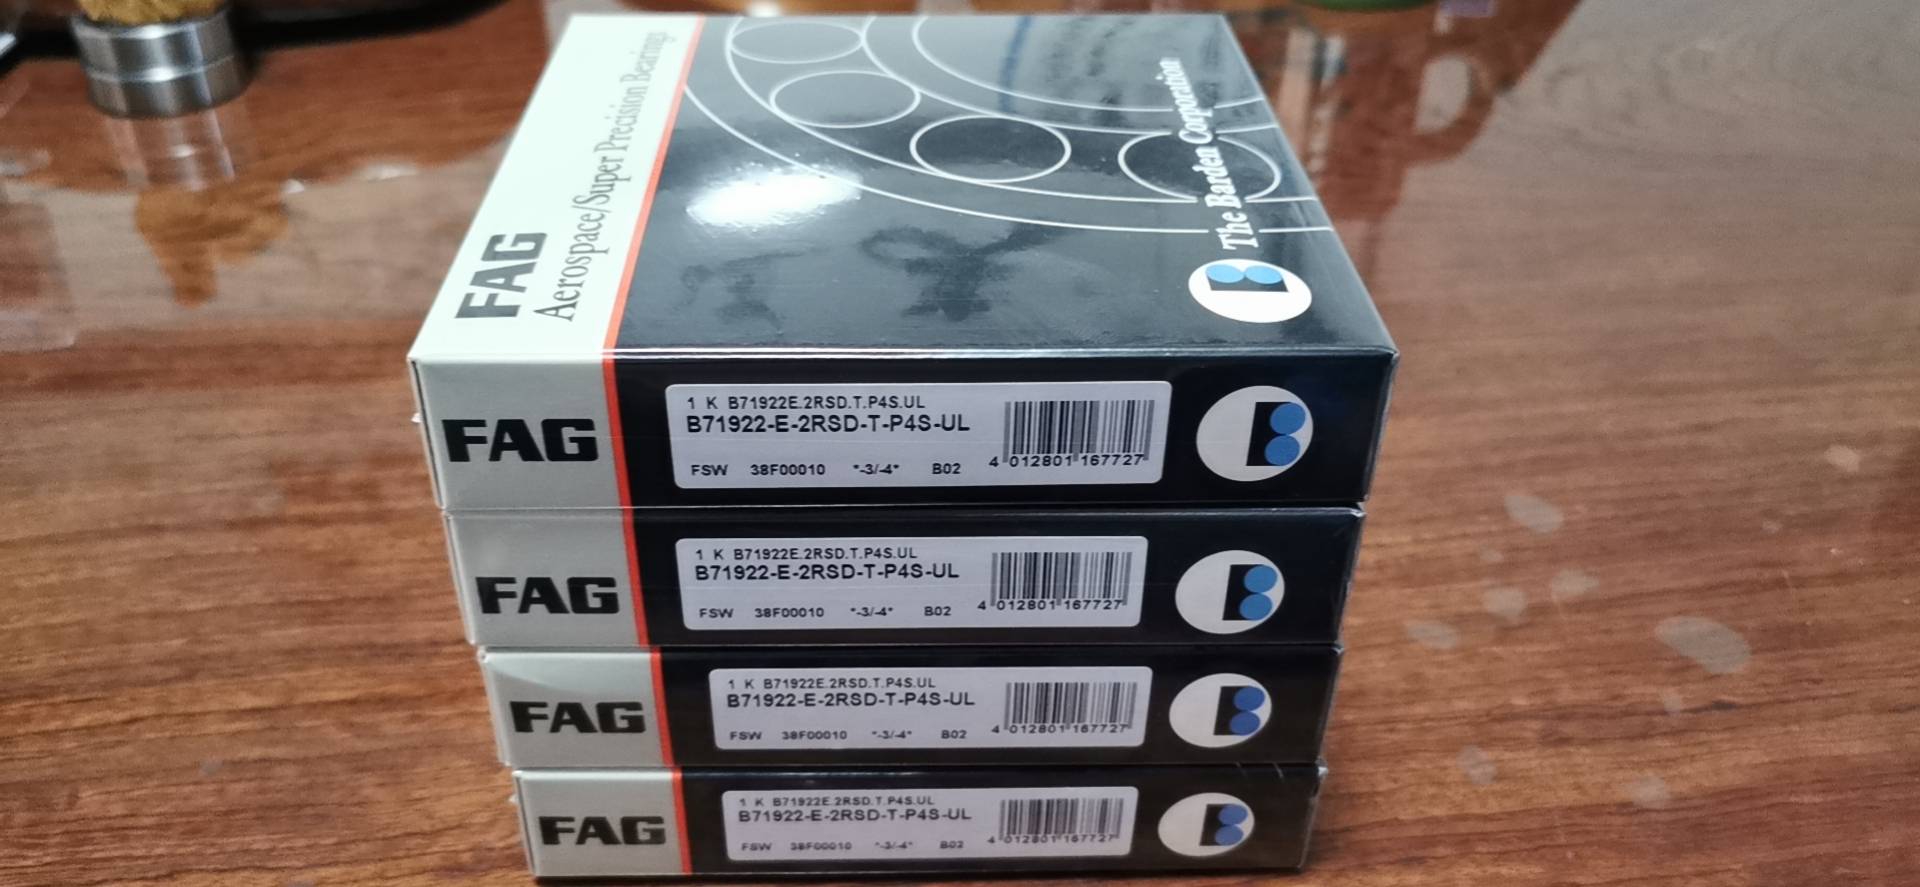 FAG
Aerospace/Super Precision Bearings
The Barden Corporation
FAG
1 K B71922E.2RSD.T.P4S.UL
B71922-E-2RSD-T-P4S-UL
FSW 38F00010 *-3/-4* B02
4 012801 167727
FAG
1 K B71922E.2RSD.T.P4S.UL
B71922-E-2RSD-T-P4S-UL
FSW 38F00010 *-3/-4* B02
4 012801 167727
FAG
1 K B71922E.2RSD.T.P4S.UL
B71922-E-2RSD-T-P4S-UL
FSW 38F00010 *-3/-4* B02
4 012801 167727
FAG
1 K B71922E.2RSD.T.P4S.UL
B71922-E-2RSD-T-P4S-UL
FSW 38F00010 *-3/-4* B02
4 012801 167727